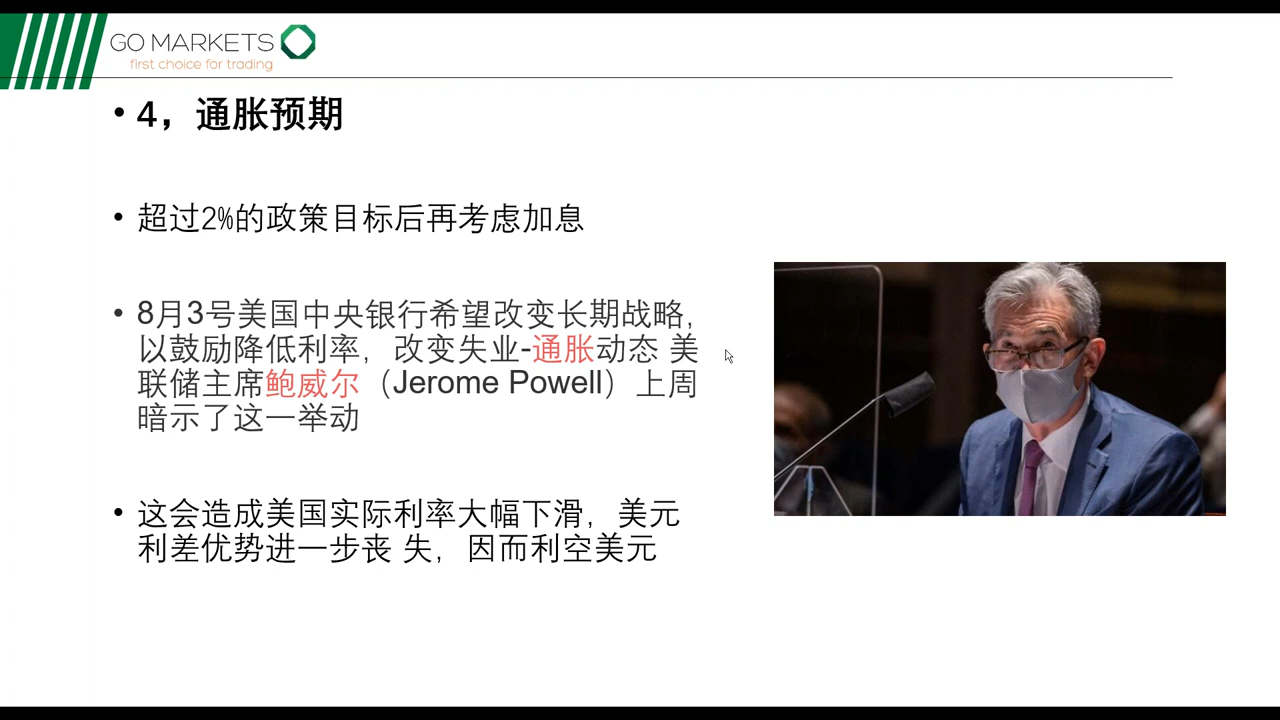 GO MARKETS
first choice for trading
• 4，通胀预期
• 超过2%的政策目标后再考虑加息
• 8月3号美国中央银行希望改变长期战略，
以鼓励降低利率，改变失业-通胀动态 美
联储主席鲍威尔（Jerome Powell）上周
暗示了这一举动
• 这会造成美国实际利率大幅下滑，美元
利差优势进一步丧 失，因而利空美元